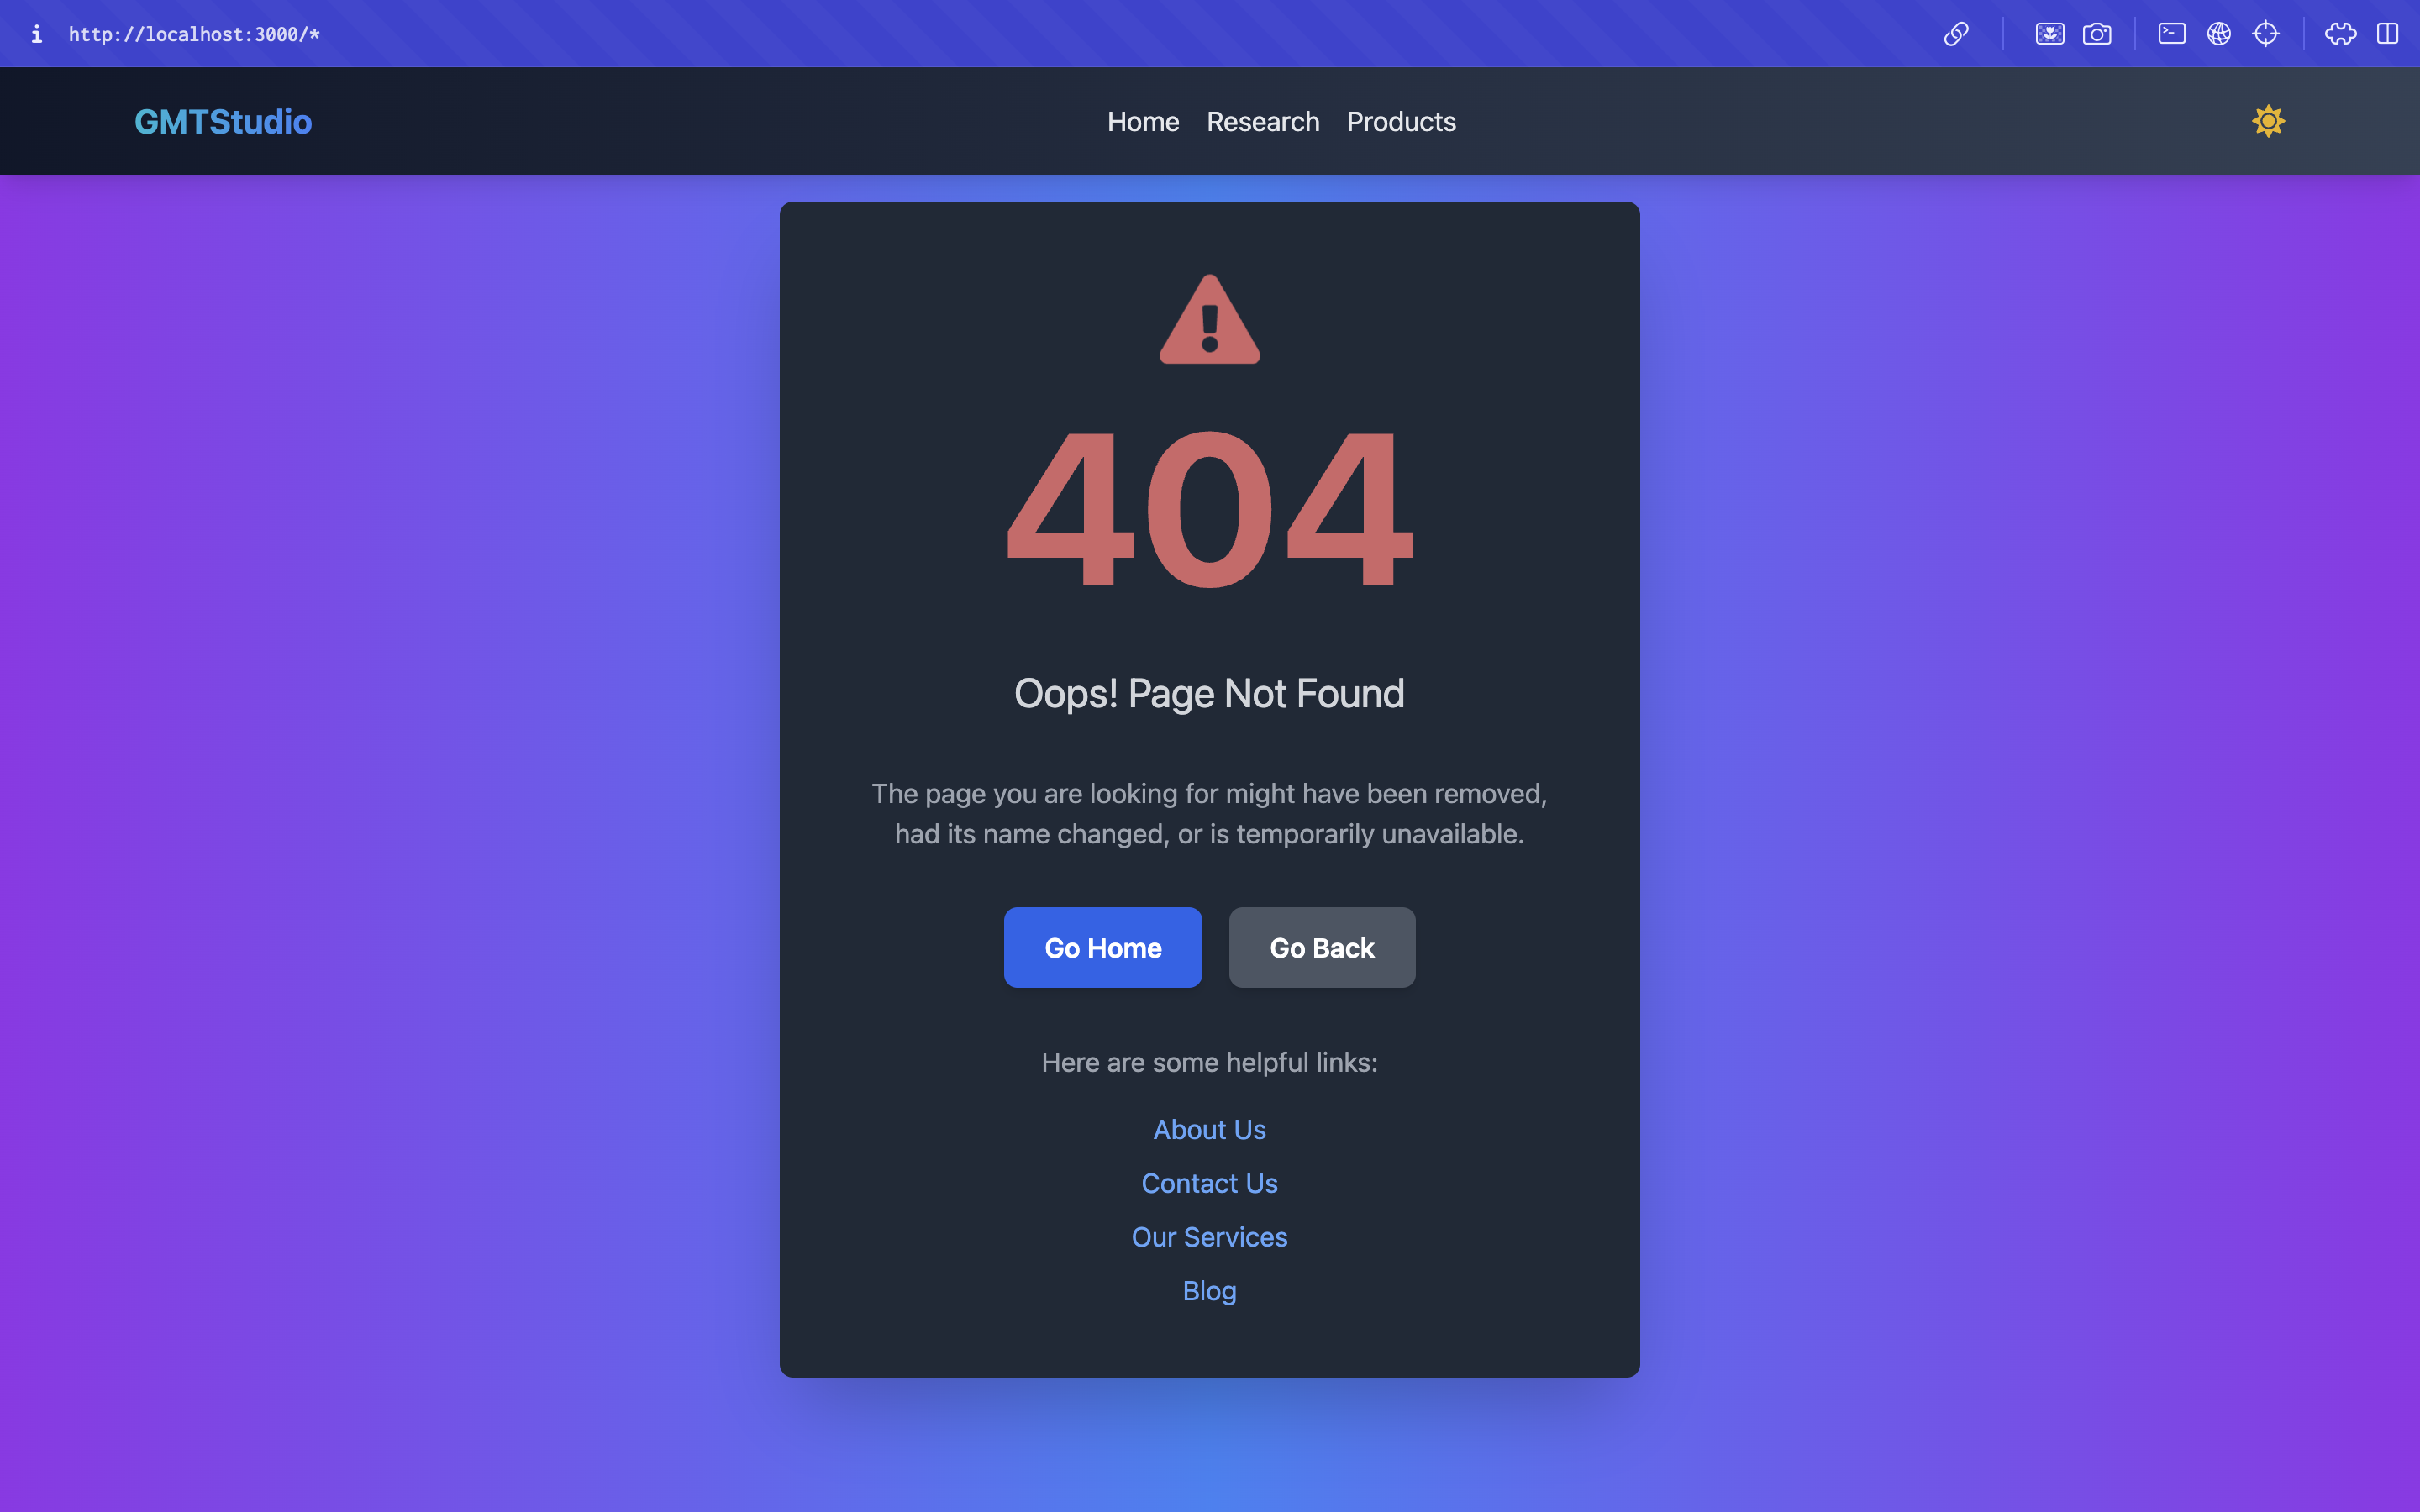 http://localhost:3000/*
GMTStudio
Home Research Products
404
Oops! Page Not Found
The page you are looking for might have been removed,
had its name changed, or is temporarily unavailable.
Go Home Go Back
Here are some helpful links:
About Us
Contact Us
Our Services
Blog